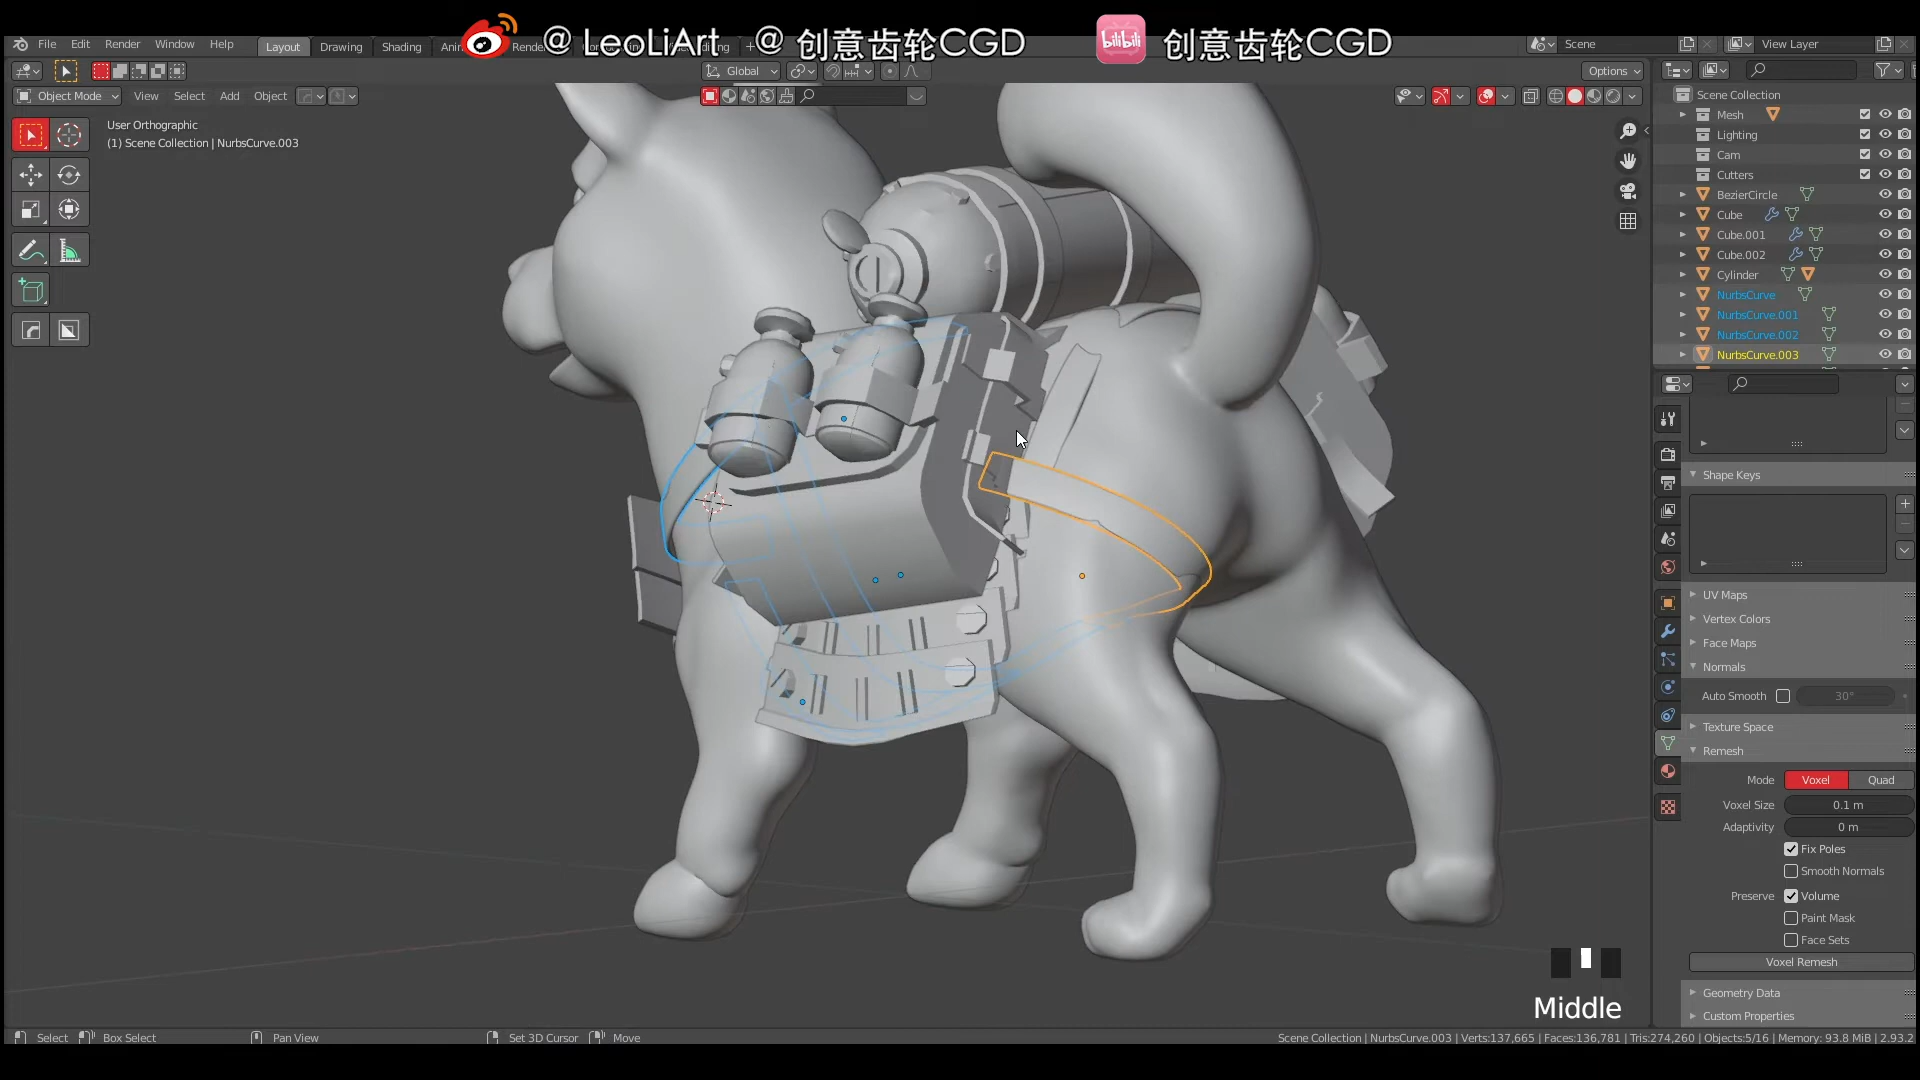 @ LeoLiArt @ 创意齿轮CGD
bilibili 创意齿轮CGD
File Edit Render Window Help Layout Drawing Shading
Scene View Layer
Global Options
Object Mode View Select Add Object
User Orthographic
(1) Scene Collection | NurbsCurve.003
Scene Collection
Mesh
Lighting
Cam
Cutters
BezierCircle
Cube
Cube.001
Cube.002
Cylinder
NurbsCurve
NurbsCurve.001
NurbsCurve.002
NurbsCurve.003
Shape Keys
UV Maps
Vertex Colors
Face Maps
Normals
Auto Smooth 30°
Texture Space
Remesh
Mode Voxel Quad
Voxel Size 0.1 m
Adaptivity 0 m
Fix Poles
Smooth Normals
Preserve Volume
Paint Mask
Face Sets
Voxel Remesh
Geometry Data
Custom Properties
Middle
Select Box Select Pan View Set 3D Cursor Move
Scene Collection | NurbsCurve.003 | Verts:137,665 | Faces:136,781 | Tris:274,260 | Objects:5/16 | Memory: 93.8 MiB | 2.93.2